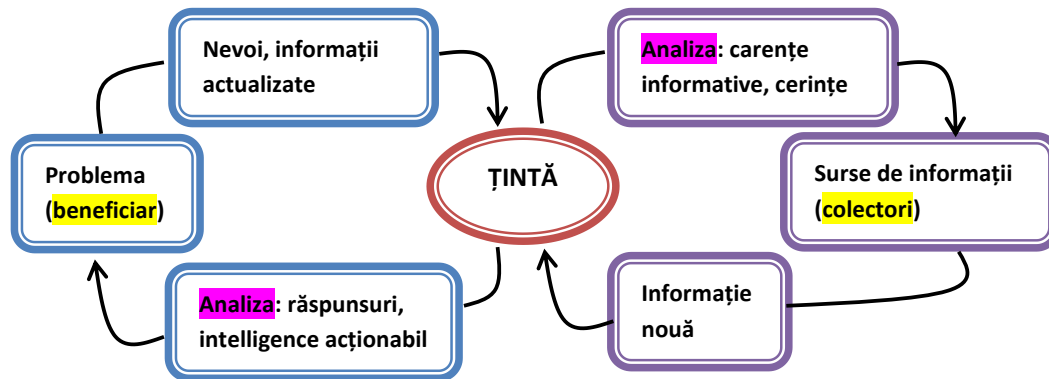 Nevoi, informații
actualizate
Analiza: carențe
informative, cerințe
Problema
(beneficiar)
ȚINTĂ
Surse de informații
(colectori)
Analiza: răspunsuri,
intelligence acționabil
Informație
nouă